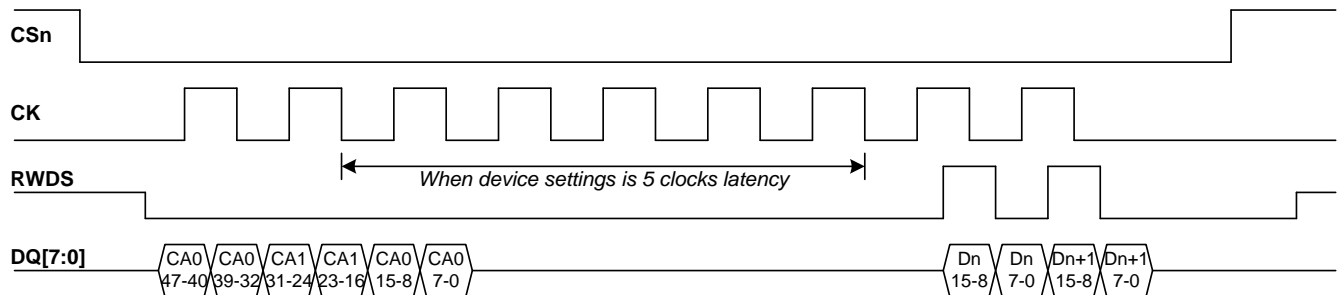 CSn
CK
When device settings is 5 clocks latency
RWDS
DQ[7:0]
CA0 CA0 CA1 CA1 CA0 CA0 Dn Dn Dn+1 Dn+1
47-40 39-32 31-24 23-16 15-8 7-0 15-8 7-0 15-8 7-0